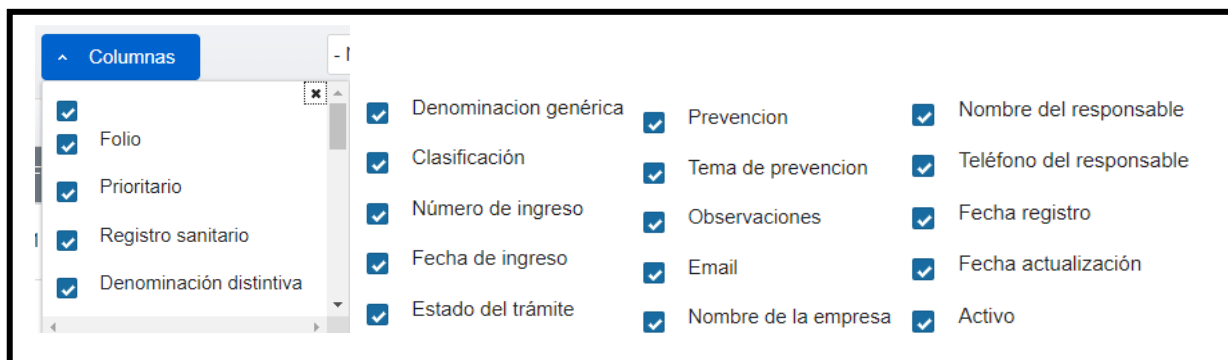 Columnas
- N
Folio
Prioritario
Registro sanitario
Denominación distintiva
Denominacion genérica
Clasificación
Número de ingreso
Fecha de ingreso
Estado del trámite
Prevencion
Tema de prevencion
Observaciones
Email
Nombre de la empresa
Nombre del responsable
Teléfono del responsable
Fecha registro
Fecha actualización
Activo